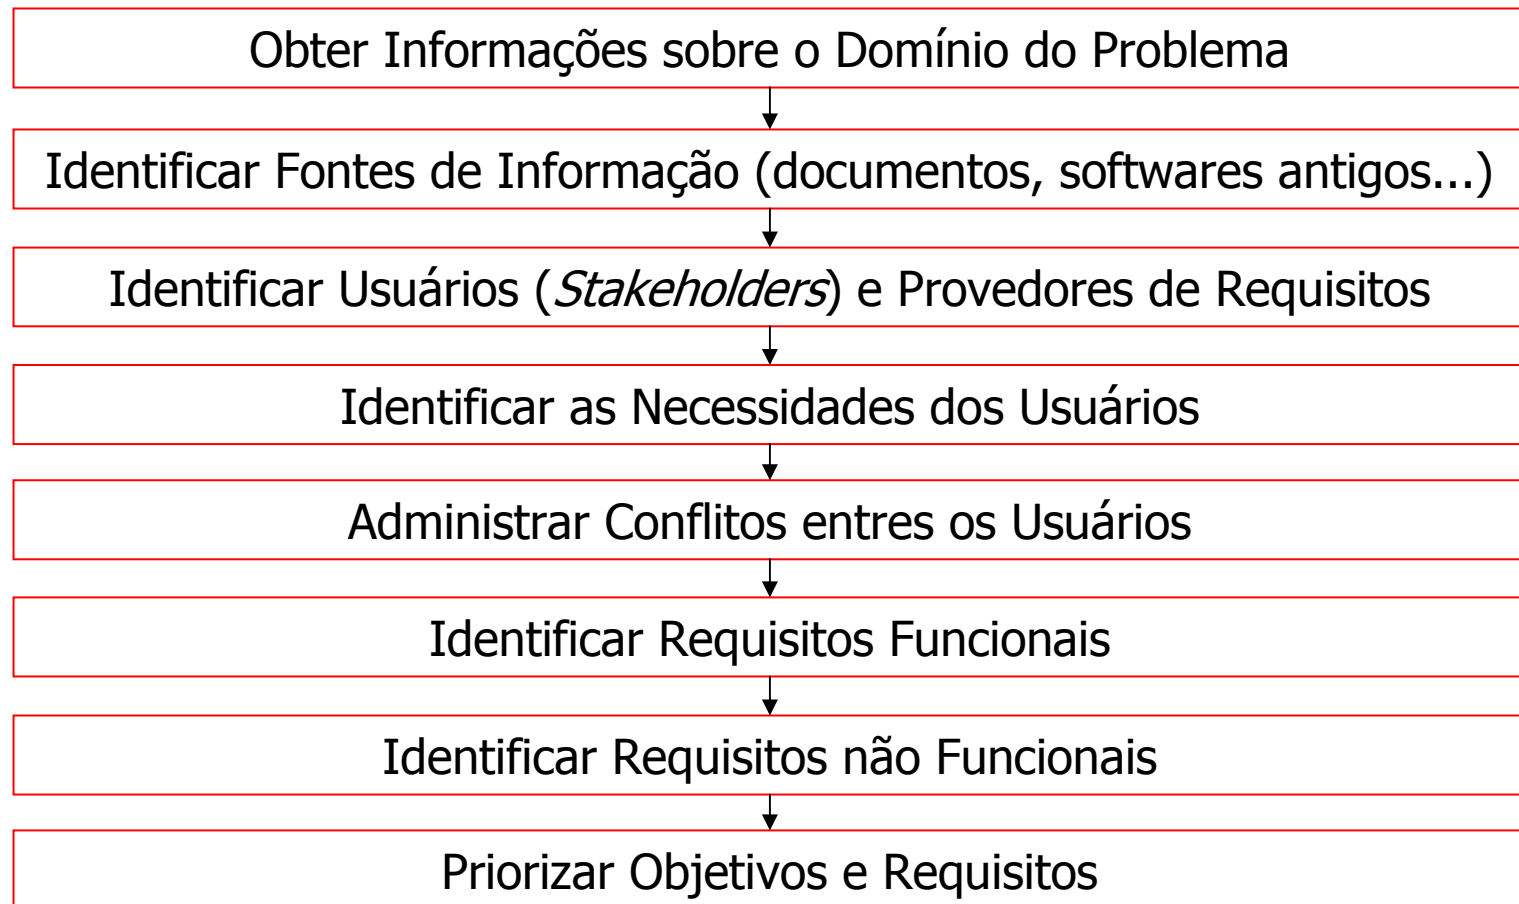 Obter Informações sobre o Domínio do Problema
Identificar Fontes de Informação (documentos, softwares antigos...)
Identificar Usuários (Stakeholders) e Provedores de Requisitos
Identificar as Necessidades dos Usuários
Administrar Conflitos entres os Usuários
Identificar Requisitos Funcionais
Identificar Requisitos não Funcionais
Priorizar Objetivos e Requisitos